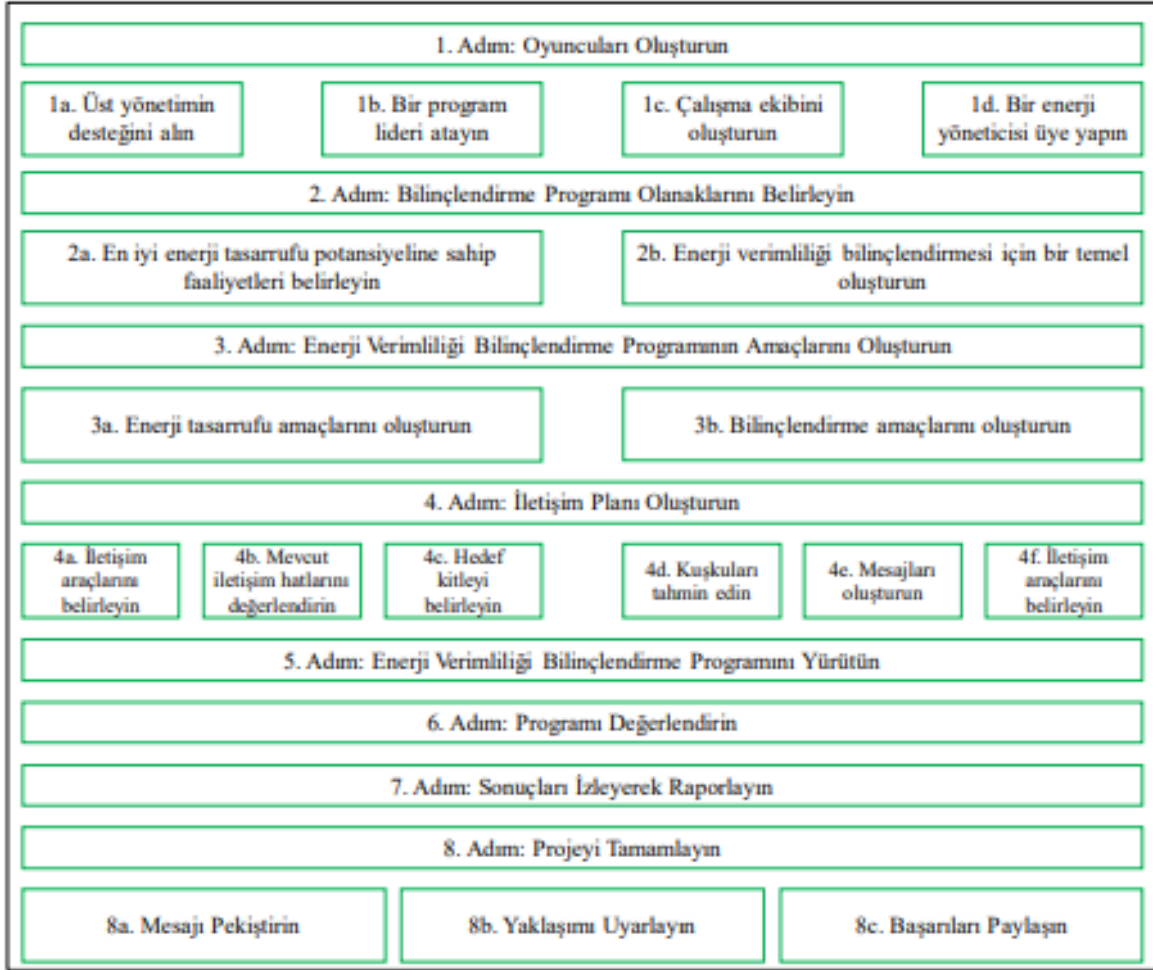 1. Adım: Oyuncuları Oluşturun
1a. Üst yönetimin
desteğini alın
1b. Bir program
lideri atayın
1c. Çalışma ekibini
oluşturun
1d. Bir enerji
yöneticisi üye yapın
2. Adım: Bilinçlendirme Programı Olanaklarını Belirleyin
2a. En iyi enerji tasarrufu potansiyeline sahip
faaliyetleri belirleyin
2b. Enerji verimliliği bilinçlendirmesi için bir temel
oluşturun
3. Adım: Enerji Verimliliği Bilinçlendirme Programının Amaçlarını Oluşturun
3a. Enerji tasarrufu amaçlarını oluşturun
3b. Bilinçlendirme amaçlarını oluşturun
4. Adım: İletişim Planı Oluşturun
4a. İletişim
araçlarını
belirleyin
4b. Mevcut
iletişim hatlarını
değerlendirin
4c. Hedef
kitleyi
belirleyin
4d. Kuşkuları
tahmin edin
4e. Mesajları
oluşturun
4f. İletişim
araçlarını
belirleyin
5. Adım: Enerji Verimliliği Bilinçlendirme Programını Yürütün
6. Adım: Programı Değerlendirin
7. Adım: Sonuçları İzleyerek Raporlayın
8. Adım: Projeyi Tamamlayın
8a. Mesajı Pekiştirin
8b. Yaklaşımı Uyarlayın
8c. Başarıları Paylaşın